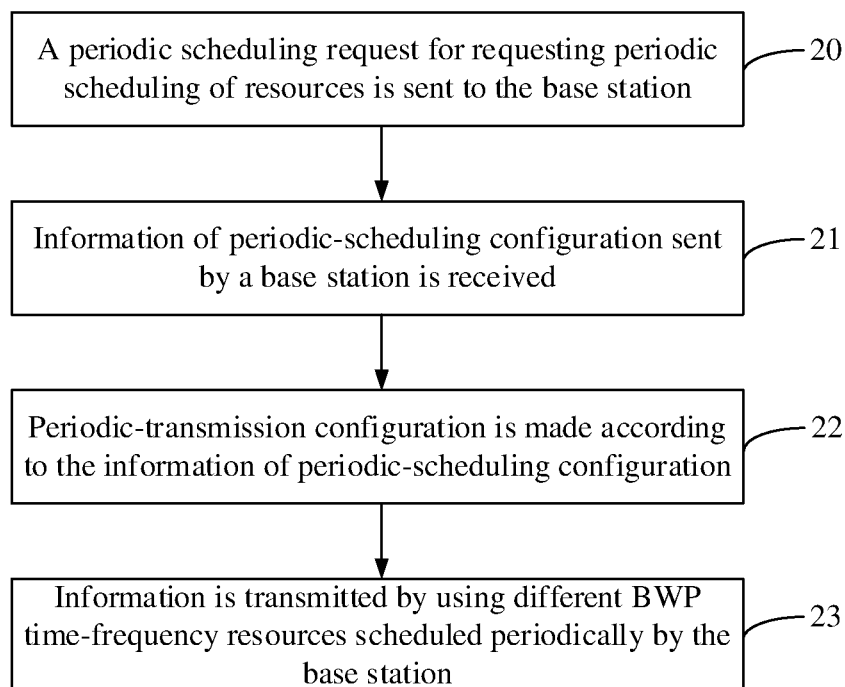 A periodic scheduling request for requesting periodic
scheduling of resources is sent to the base station
20
Information of periodic-scheduling configuration sent
by a base station is received
21
Periodic-transmission configuration is made according
to the information of periodic-scheduling configuration
22
Information is transmitted by using different BWP
time-frequency resources scheduled periodically by the
base station
23